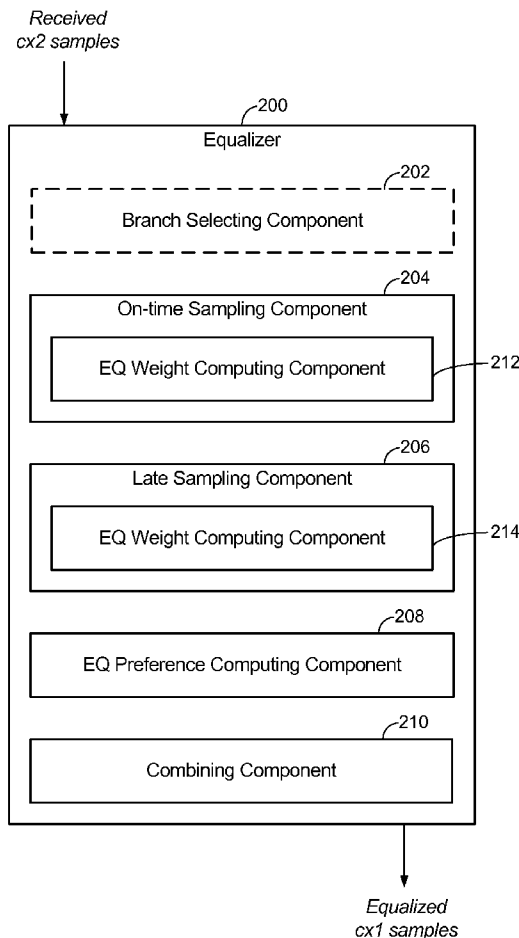 Received
cx2 samples
200
Equalizer
202
Branch Selecting Component
204
On-time Sampling Component
EQ Weight Computing Component
212
206
Late Sampling Component
EQ Weight Computing Component
214
208
EQ Preference Computing Component
210
Combining Component
Equalized
cx1 samples